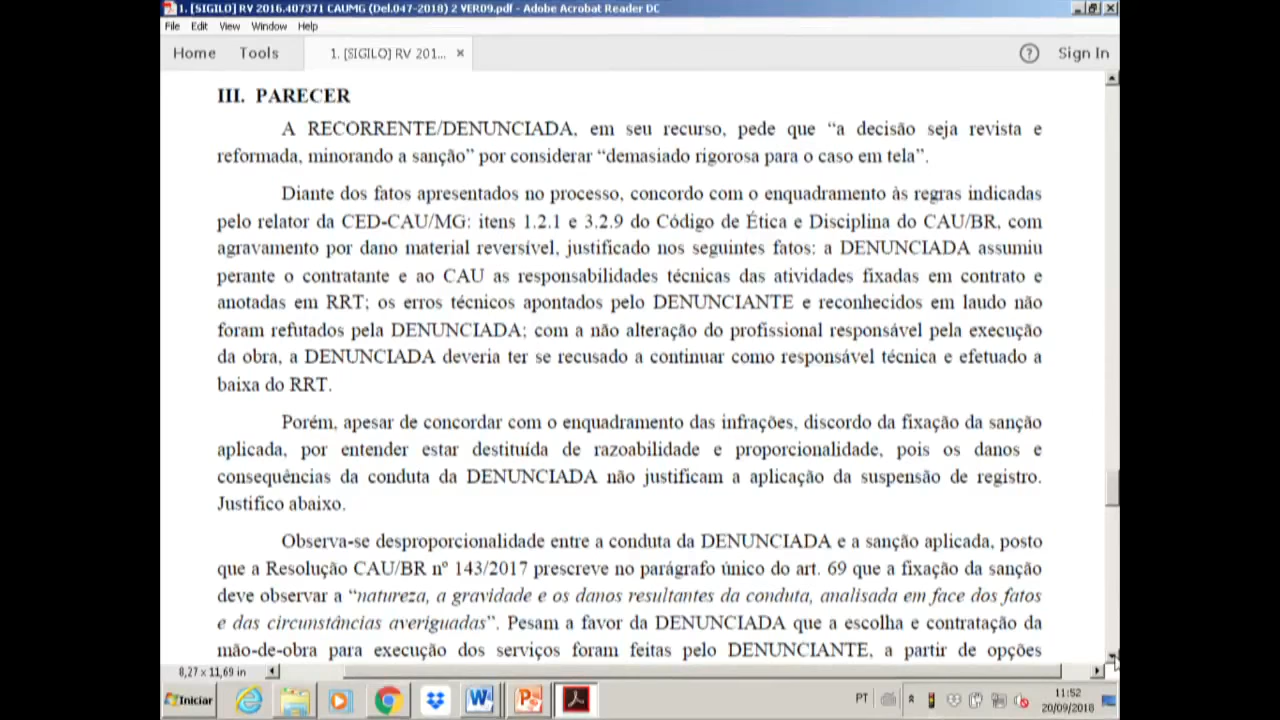 1. [SIGILO] RV 2016.407371 CAUMG (Del.047-2018) 2 VER09.pdf - Adobe Acrobat Reader DC
File Edit View Window Help
Home Tools 1. [SIGILO] RV 201... × ? Sign In
III. PARECER
A RECORRENTE/DENUNCIADA, em seu recurso, pede que “a decisão seja revista e
reformada, minorando a sanção” por considerar “demasiado rigorosa para o caso em tela”.
Diante dos fatos apresentados no processo, concordo com o enquadramento às regras indicadas
pelo relator da CED-CAU/MG: itens 1.2.1 e 3.2.9 do Código de Ética e Disciplina do CAU/BR, com
agravamento por dano material reversível, justificado nos seguintes fatos: a DENUNCIADA assumiu
perante o contratante e ao CAU as responsabilidades técnicas das atividades fixadas em contrato e
anotadas em RRT; os erros técnicos apontados pelo DENUNCIANTE e reconhecidos em laudo não
foram refutados pela DENUNCIADA; com a não alteração do profissional responsável pela execução
da obra, a DENUNCIADA deveria ter se recusado a continuar como responsável técnica e efetuado a
baixa do RRT.
Porém, apesar de concordar com o enquadramento das infrações, discordo da fixação da sanção
aplicada, por entender estar destituída de razoabilidade e proporcionalidade, pois os danos e
consequências da conduta da DENUNCIADA não justificam a aplicação da suspensão de registro.
Justifico abaixo.
Observa-se desproporcionalidade entre a conduta da DENUNCIADA e a sanção aplicada, posto
que a Resolução CAU/BR nº 143/2017 prescreve no parágrafo único do art. 69 que a fixação da sanção
deve observar a “natureza, a gravidade e os danos resultantes da conduta, analisada em face dos fatos
e das circunstâncias averiguadas”. Pesam a favor da DENUNCIADA que a escolha e contratação da
mão-de-obra para execução dos serviços foram feitas pelo DENUNCIANTE, a partir de opções
8,27 x 11,69 in
Iniciar PT 11:52
20/09/2018